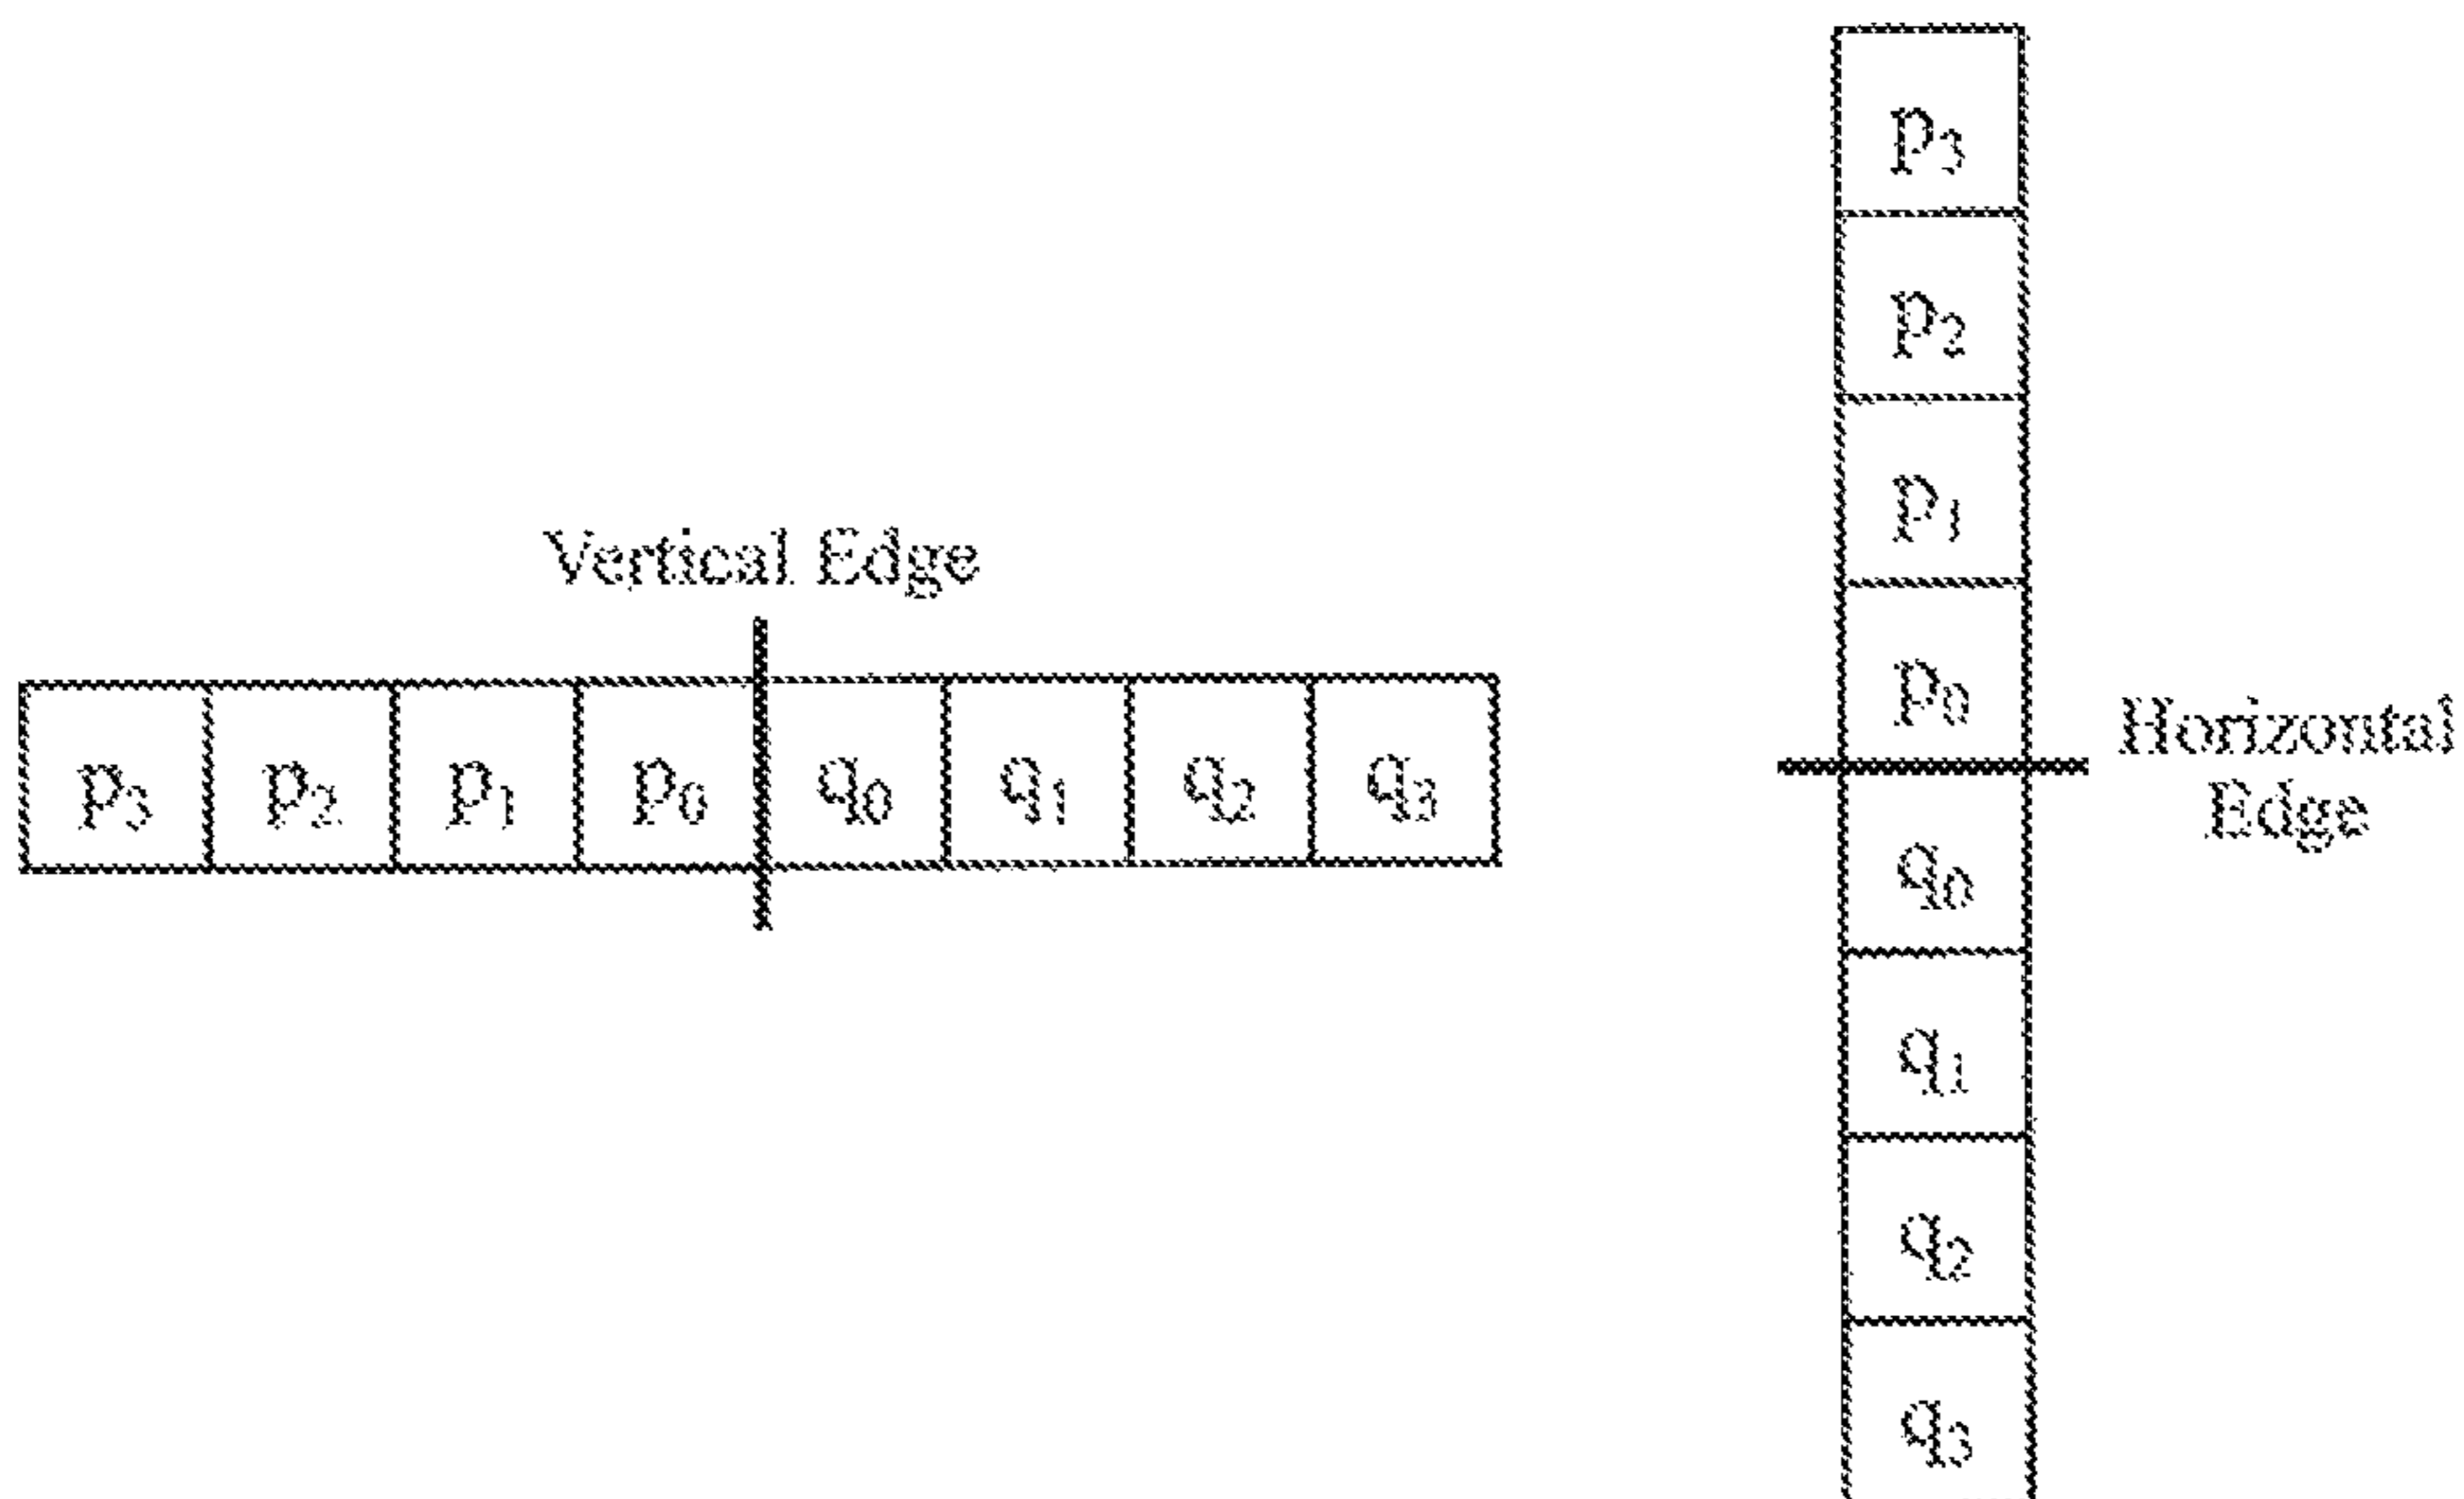 Vertical Edge
p₃ p₂ p₁ p₀ q₀ q₁ q₂ q₃
p₃
p₂
p₁
p₀
Horizontal
Edge
q₀
q₁
q₂
q₃